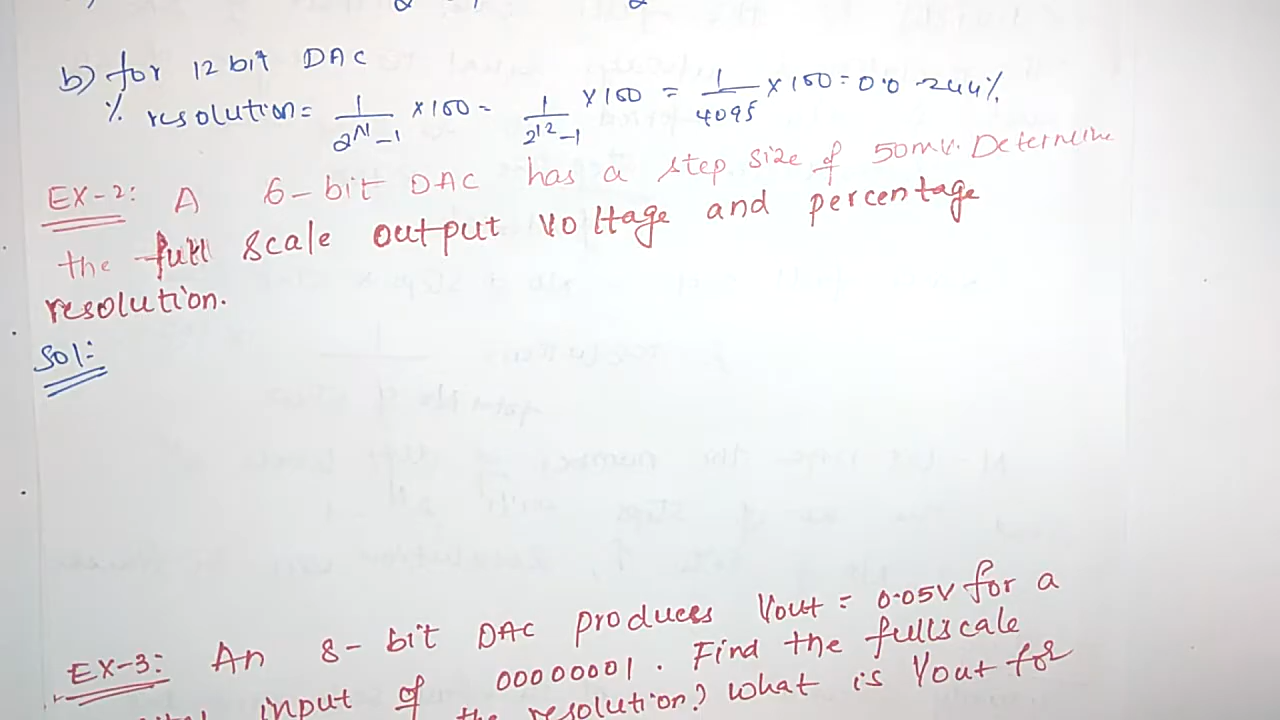 b) for 12 bit DAC
% resolution = 1/2^N-1 × 100 = 1/2^12-1 × 100 = 1/4095 × 100 = 0.0244%
EX-2: A 6-bit DAC has a step size of 50mV. Determine
the full scale output voltage and percentage
resolution.
Sol:
EX-3: An 8-bit DAC produces Vout = 0.05V for a
input of 00000001. Find the fullscale
the resolution? what is Vout for